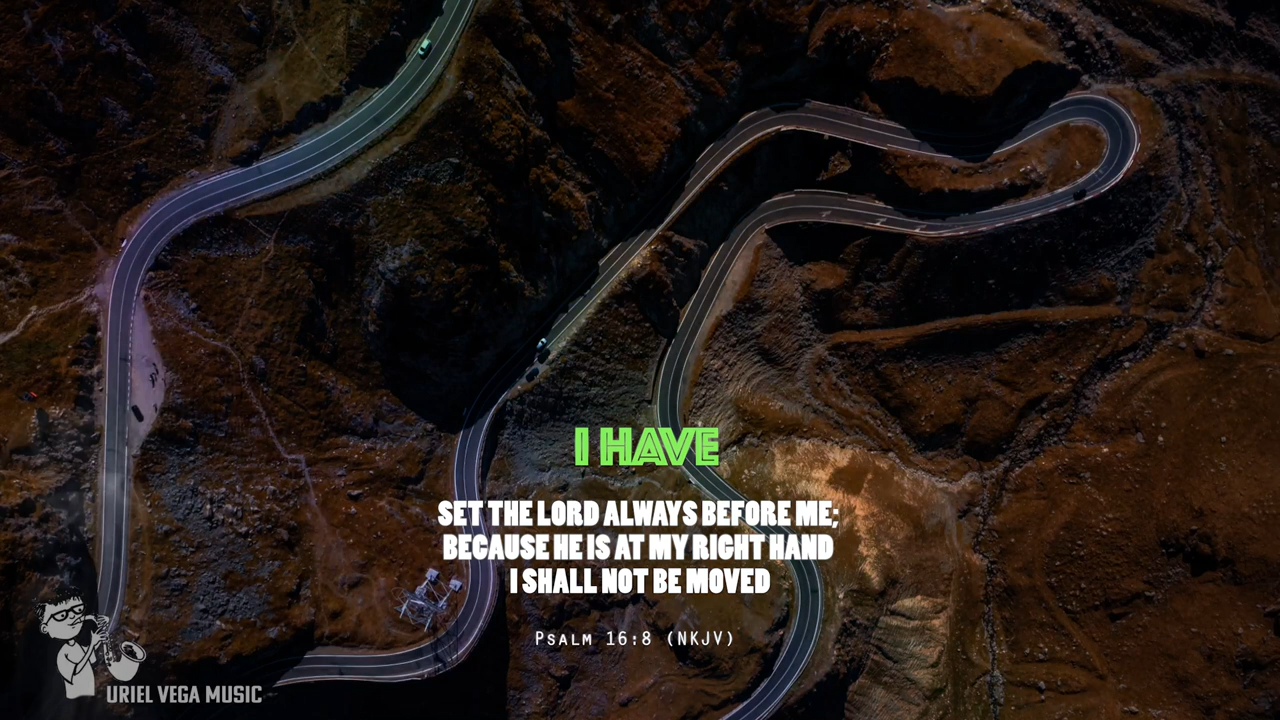 I HAVE
SET THE LORD ALWAYS BEFORE ME;
BECAUSE HE IS AT MY RIGHT HAND
I SHALL NOT BE MOVED
Psalm 16:8 (NKJV)
URIEL VEGA MUSIC